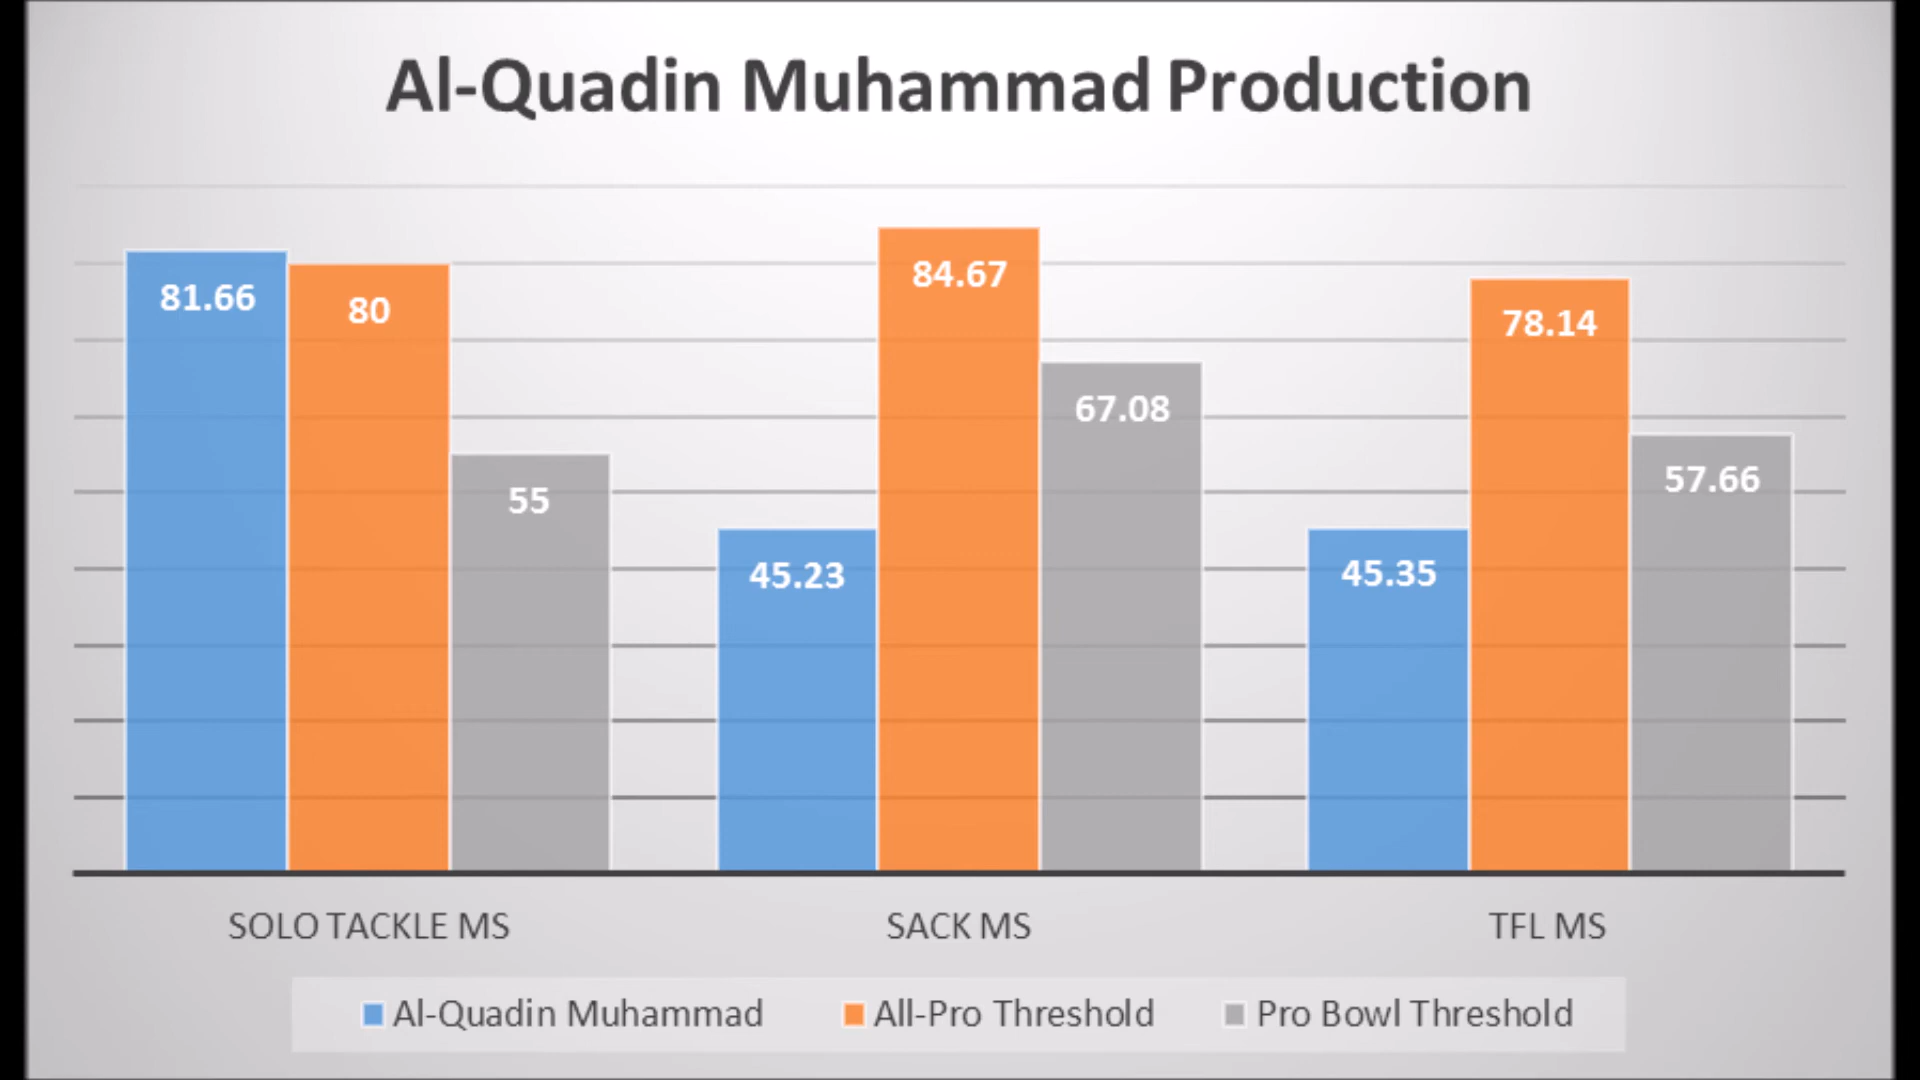 Al-Quadin Muhammad Production
81.66
80
55
45.23
84.67
67.08
45.35
78.14
57.66
SOLO TACKLE MS
SACK MS
TFL MS
Al-Quadin Muhammad
All-Pro Threshold
Pro Bowl Threshold